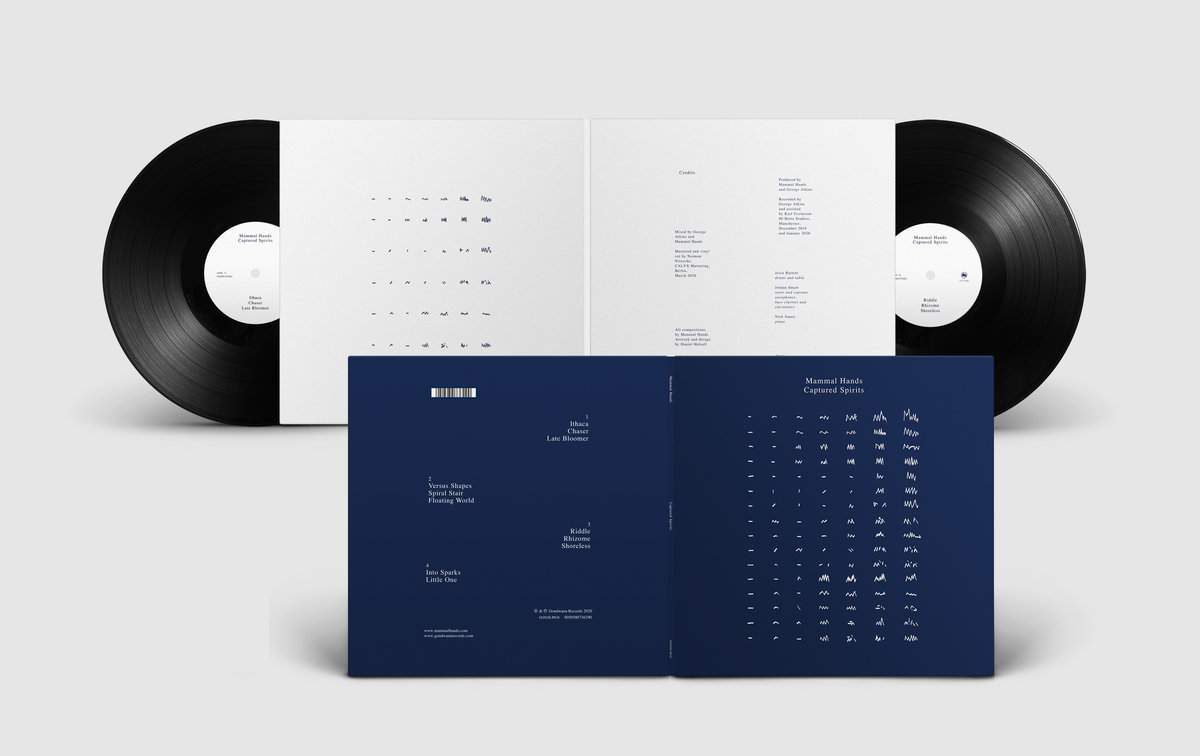 Mammal Hands
Captured Spirits
Ithaca
Chaser
Late Bloomer
Credits
Mixed by George
Atkins and
Mammal Hands
Mastered and vinyl
cut by Norman
Nitzsche,
CALYX Mastering,
Berlin,
March 2020
All compositions
by Mammal Hands
Artwork and design
by Daniel Halsall
Produced by
Mammal Hands
and George Atkins
Recorded by
George Atkins
and assisted
by Karl Sveinsson
80 Hertz Studios,
Manchester,
December 2019
and January 2020
Jesse Barrett
drums and tabla
Jordan Smart
tenor and soprano
saxophones,
bass clarinet and
electronics
Nick Smart
piano
Mammal Hands
Captured Spirits
Riddle
Rhizome
Shoreless
1
Ithaca
Chaser
Late Bloomer
2
Versus Shapes
Spiral Stair
Floating World
3
Riddle
Rhizome
Shoreless
4
Into Sparks
Little One
© & ℗ Gondwana Records 2020
www.mammalhands.com
www.gondwanarecords.com
Mammal Hands
Captured Spirits
Mammal Hands
Captured Spirits